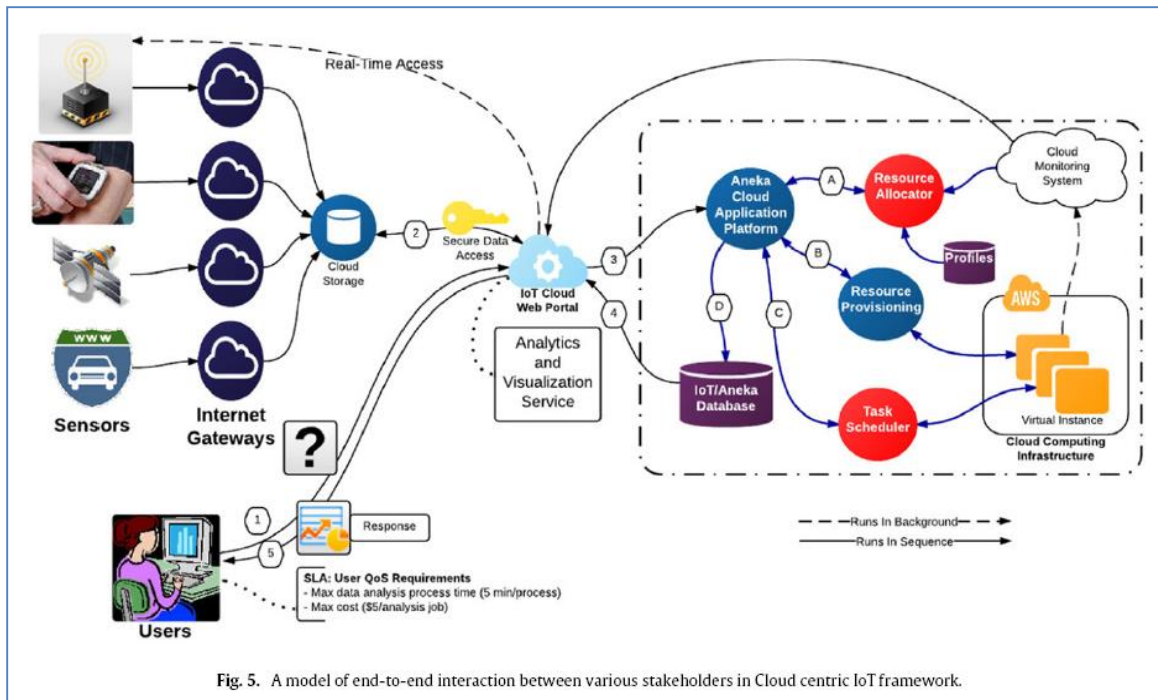 Real-Time Access
WWW
Sensors
Internet
Gateways
Cloud
Storage
2
Secure Data
Access
IoT Cloud
Web Portal
Analytics
and
Visualization
Service
3
4
Aneka
Cloud
Application
Platform
A
Resource
Allocator
Cloud
Monitoring
System
Profiles
B
Resource
Provisioning
C
D
IoT/Aneka
Database
Task
Scheduler
AWS
Virtual Instance
Cloud Computing
Infrastructure
?
1
5
Response
Users
SLA: User QoS Requirements
- Max data analysis process time (5 min/process)
- Max cost ($5/analysis job)
Runs In Background
Runs In Sequence
Fig. 5. A model of end-to-end interaction between various stakeholders in Cloud centric IoT framework.